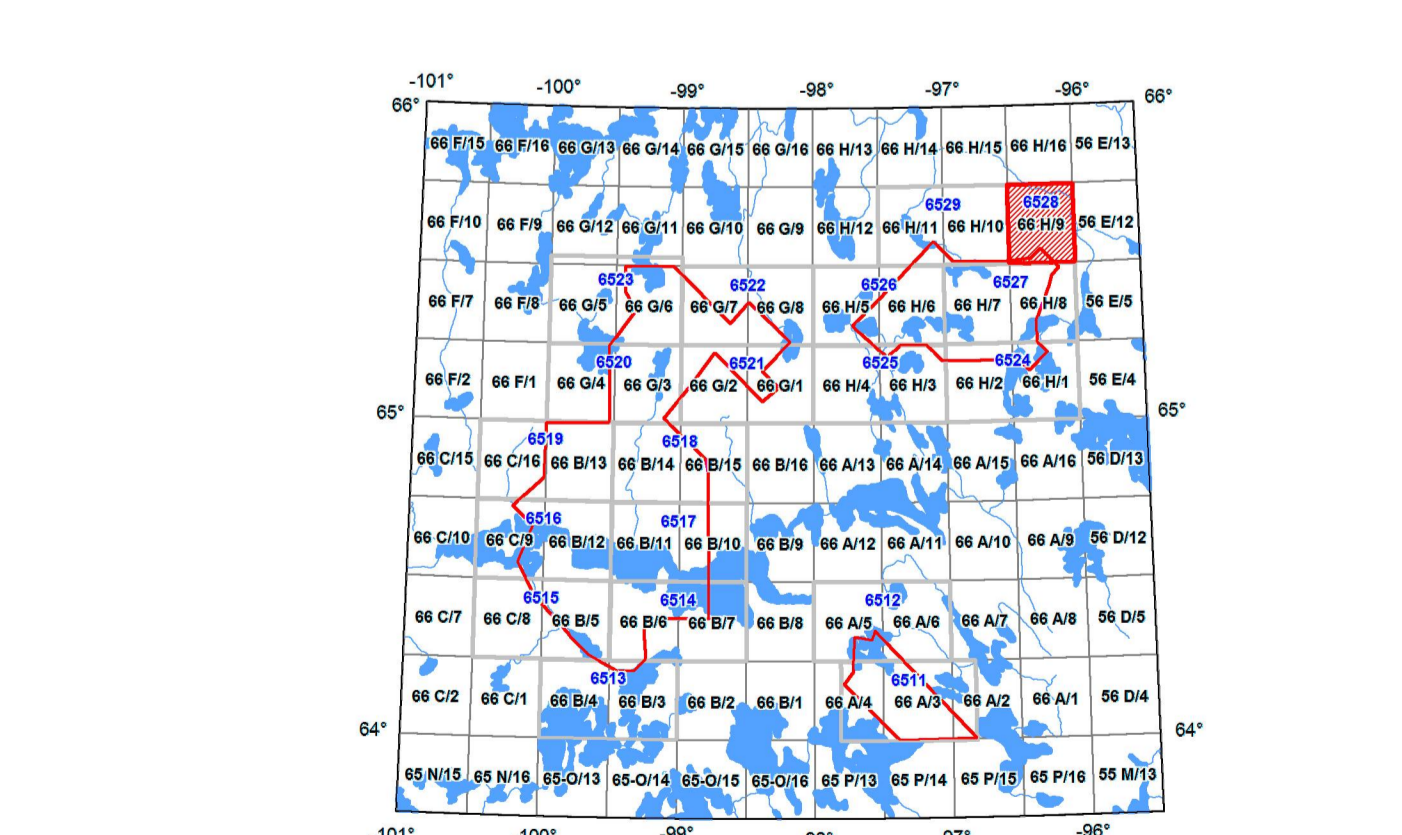 -101° -100° -99° -98° -97° -96°
66° 66°
66 F/15 66 F/16 66 G/13 66 G/14 66 G/15 66 G/16 66 H/13 66 H/14 66 H/15 66 H/16 56 E/13
6529 6528
66 F/10 66 F/9 66 G/12 66 G/11 66 G/10 66 G/9 66 H/12 66 H/11 66 H/10 66 H/9 56 E/12
6523 6522 6526 6527
66 F/7 66 F/8 66 G/5 66 G/6 66 G/7 66 G/8 66 H/5 66 H/6 66 H/7 66 H/8 56 E/5
6520 6521 6525 6524
66 F/2 66 F/1 66 G/4 66 G/3 66 G/2 66 G/1 66 H/4 66 H/3 66 H/2 66 H/1 56 E/4
65° 65°
6519 6518
66 C/15 66 C/16 66 B/13 66 B/14 66 B/15 66 B/16 66 A/13 66 A/14 66 A/15 66 A/16 56 D/13
6516 6517
66 C/10 66 C/9 66 B/12 66 B/11 66 B/10 66 B/9 66 A/12 66 A/11 66 A/10 66 A/9 56 D/12
6515 6514 6512
66 C/7 66 C/8 66 B/5 66 B/6 66 B/7 66 B/8 66 A/5 66 A/6 66 A/7 66 A/8 56 D/5
6513 6511
66 C/2 66 C/1 66 B/4 66 B/3 66 B/2 66 B/1 66 A/4 66 A/3 66 A/2 66 A/1 56 D/4
64° 64°
65 N/15 65 N/16 65-O/13 65-O/14 65-O/15 65-O/16 65 P/13 65 P/14 65 P/15 65 P/16 55 M/13
-101° -100° -99° -98° -97° -96°